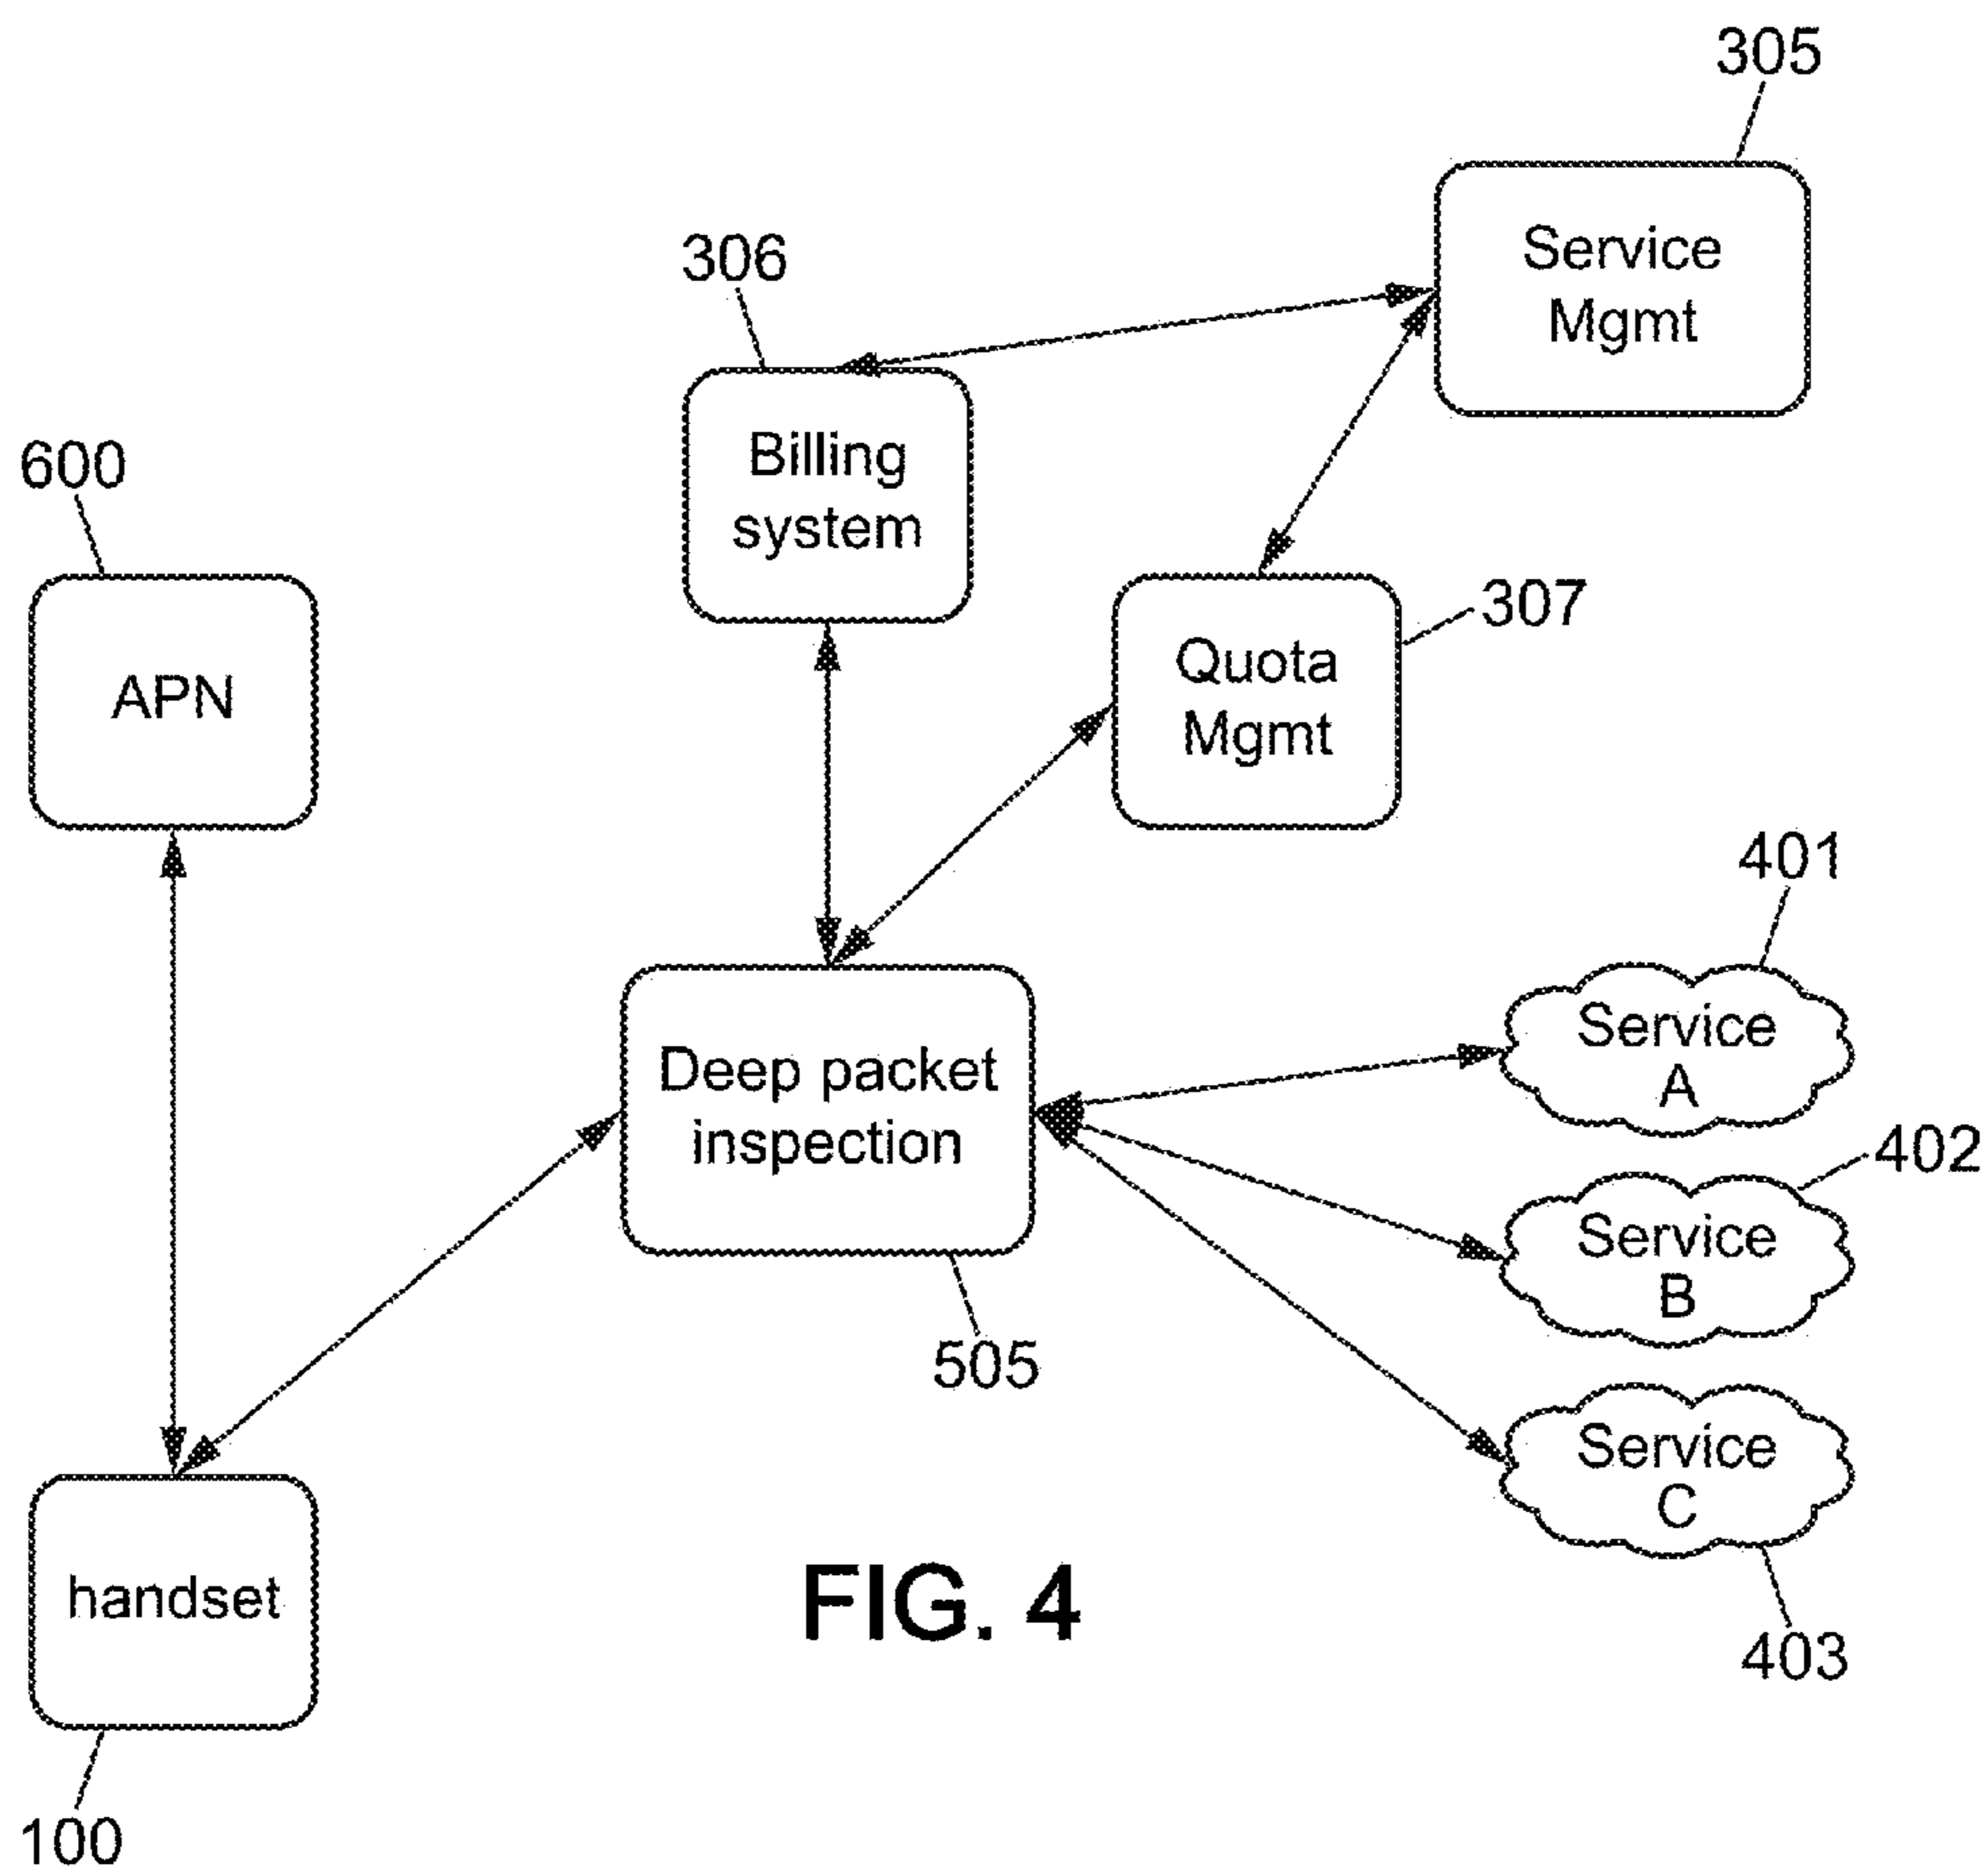 305
Service
Mgmt
306
Billing
system
600
APN
307
Quota
Mgmt
401
Service
A
Deep packet
inspection
402
Service
B
505
Service
C
403
handset
100
FIG. 4